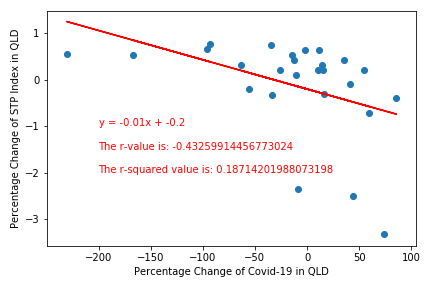 1
0
−1
−2
−3
Percentage Change of STP Index in QLD
y = -0.01x + -0.2
The r-value is: -0.43259914456773024
The r-squared value is: 0.18714201988073198
−200
−150
−100
−50
0
50
100
Percentage Change of Covid-19 in QLD